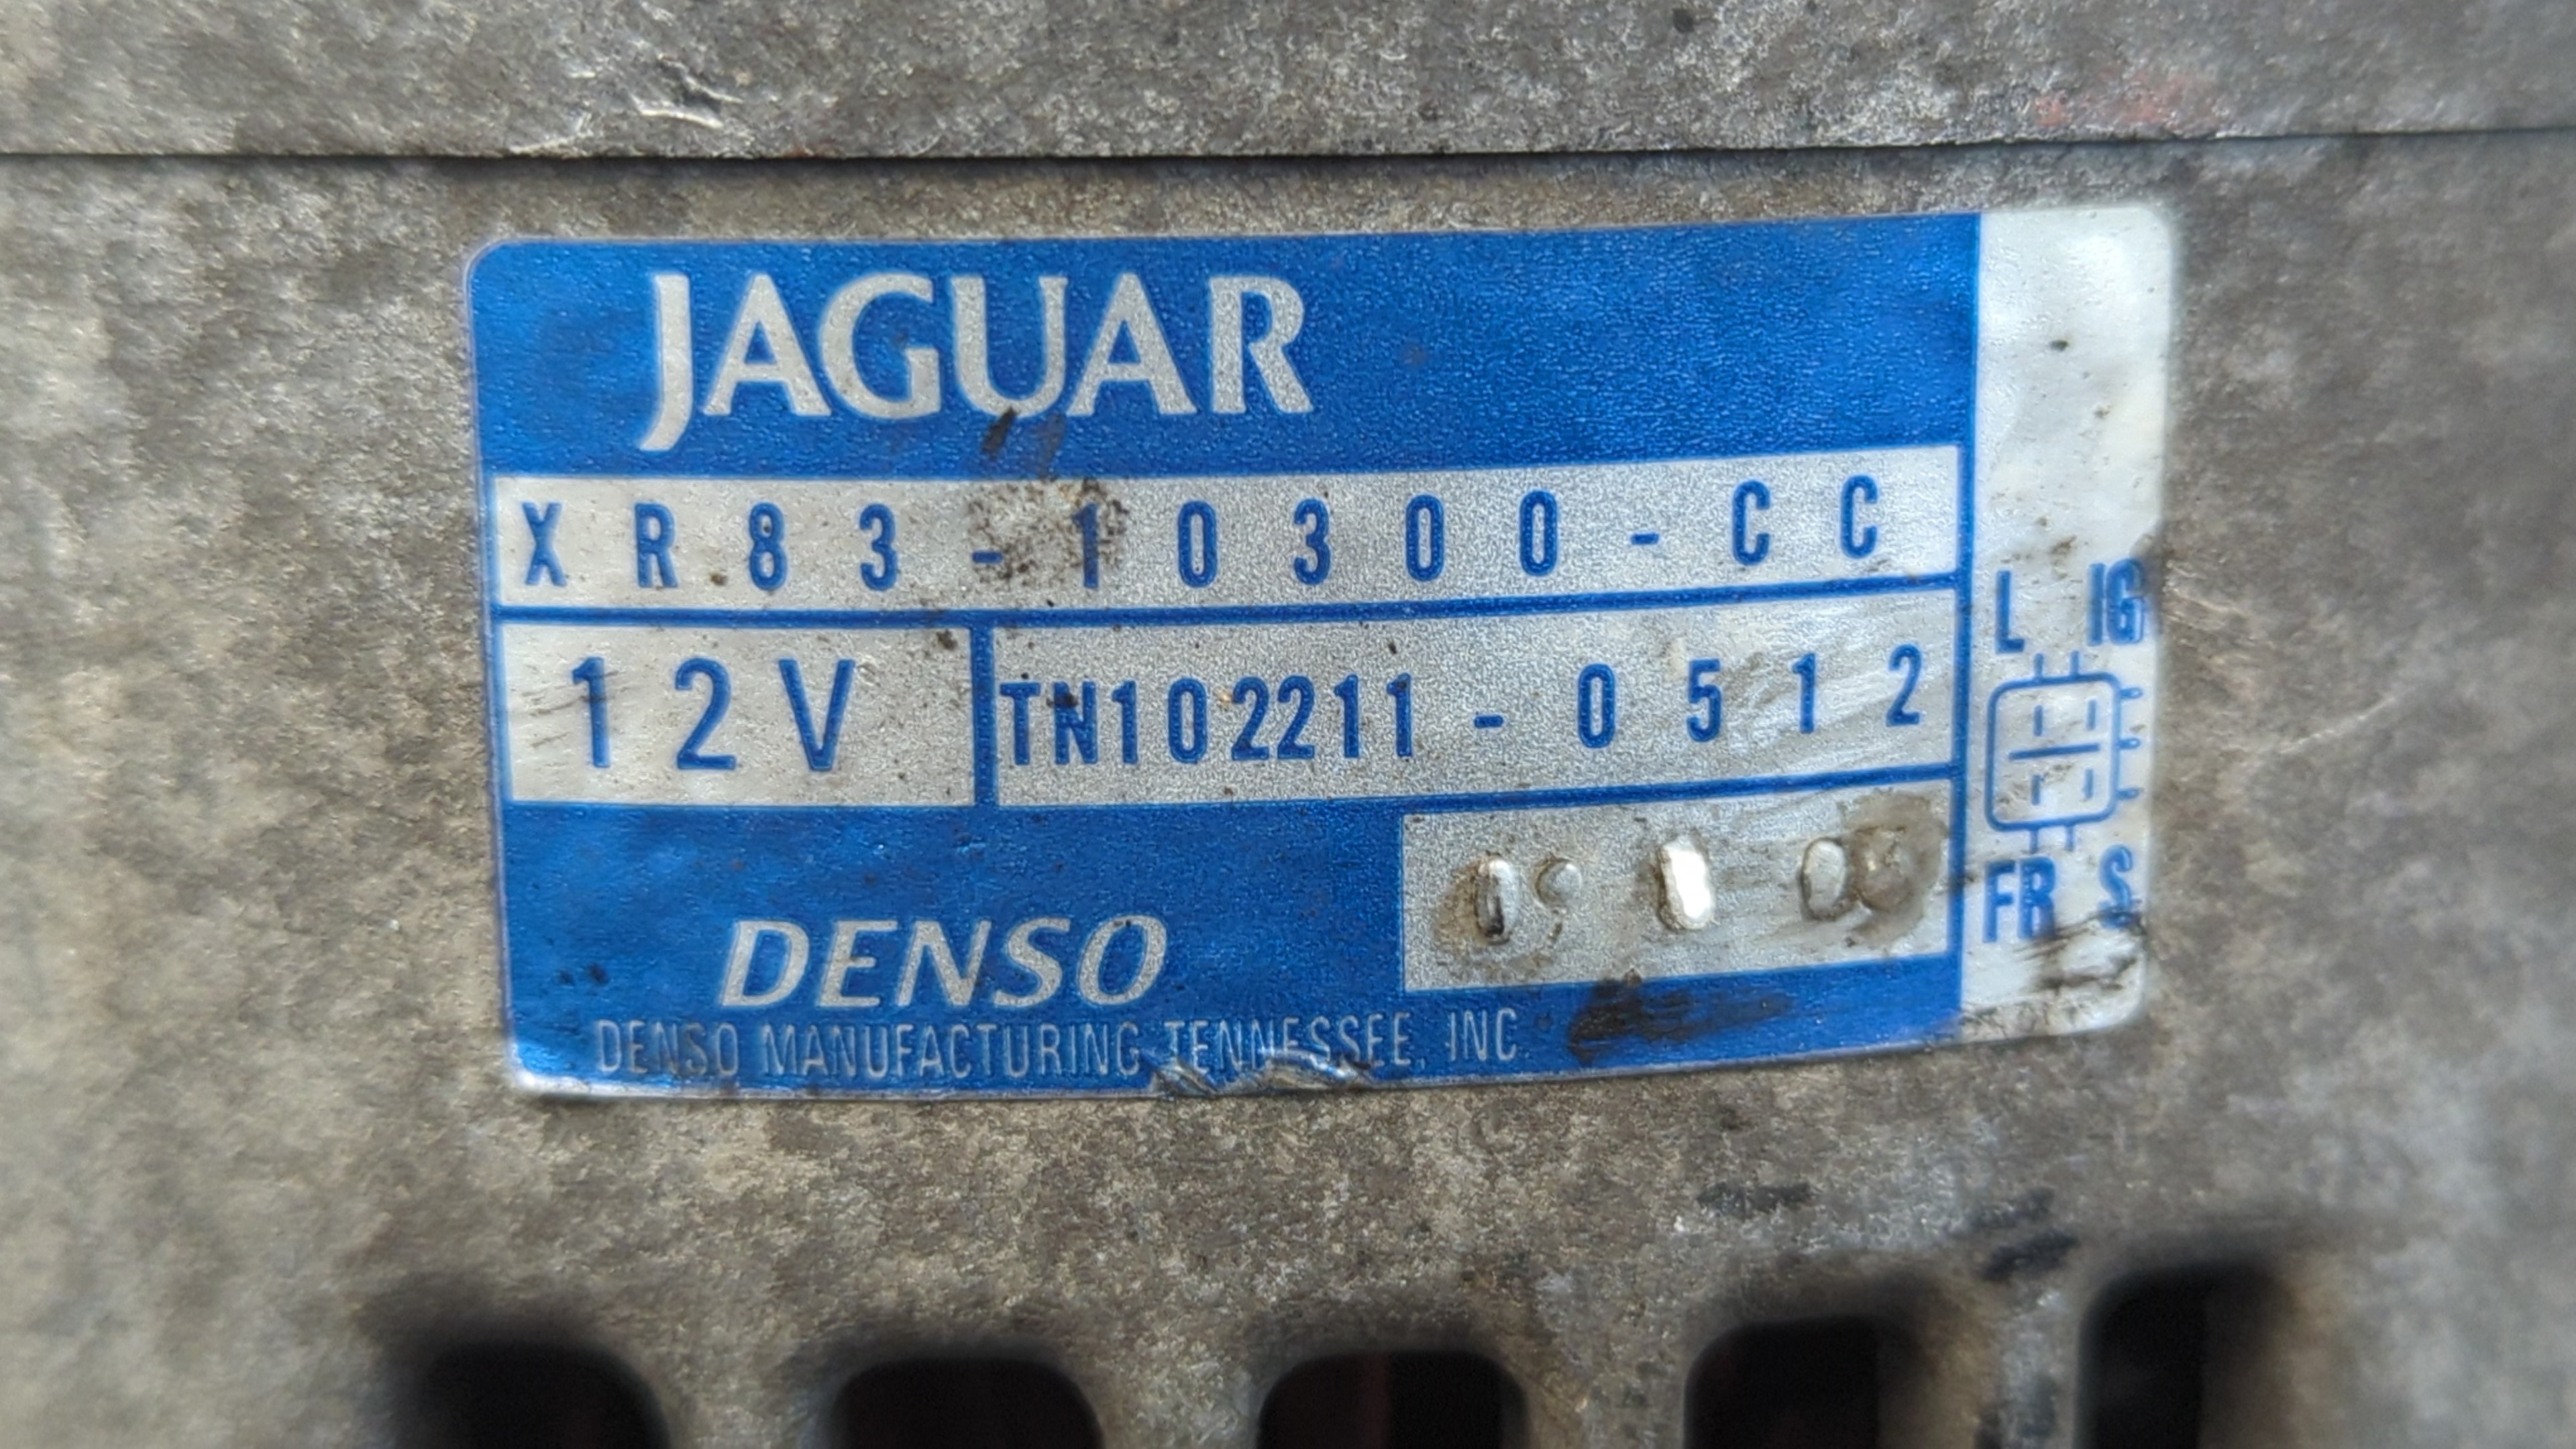 JAGUAR
XR83-10300-CC
12V TN102211-0512
L IG
FR S
DENSO
DENSO MANUFACTURING TENNESSEE, INC.